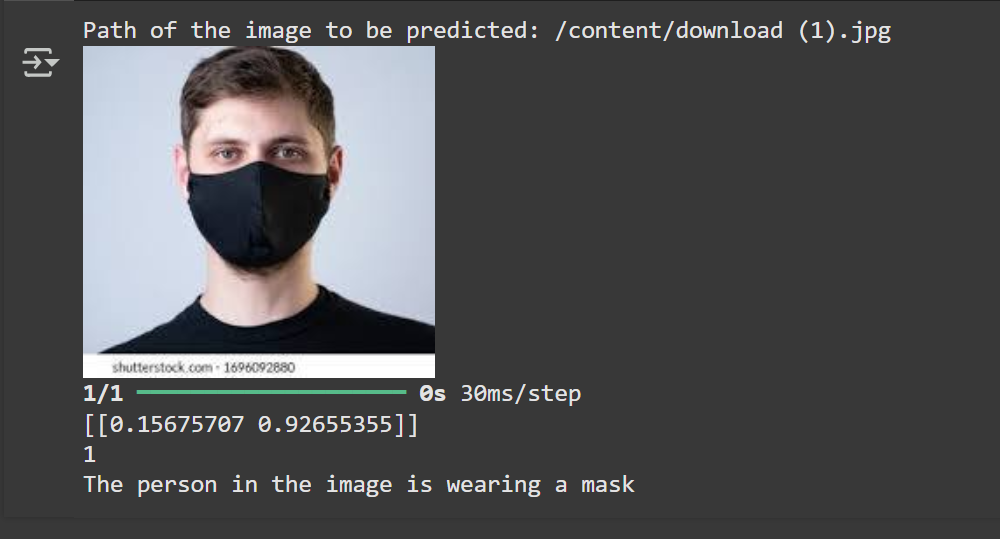 Path of the image to be predicted: /content/download (1).jpg
shutterstock.com · 1696092880
1/1 0s 30ms/step
[[0.15675707 0.92655355]]
1
The person in the image is wearing a mask